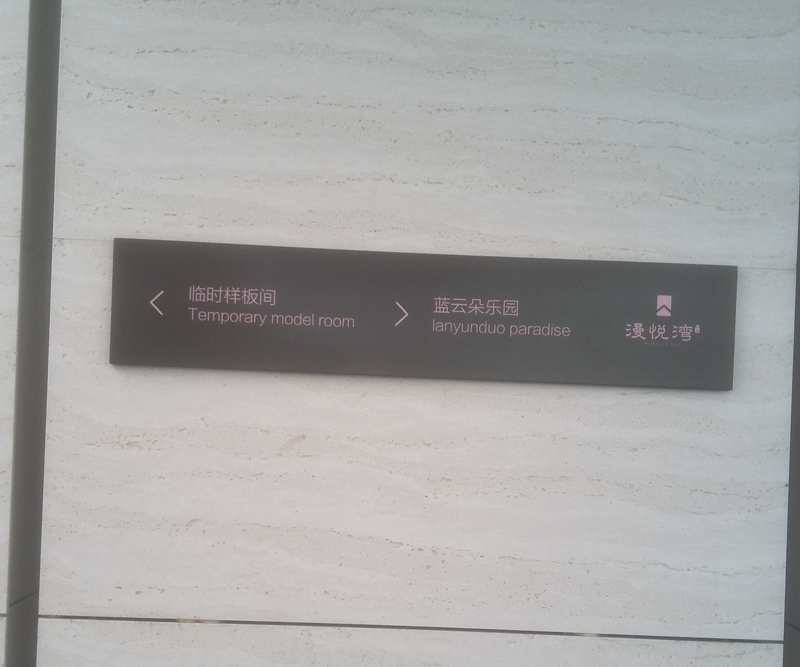 临时样板间
Temporary model room
蓝云朵乐园
lanyunduo paradise
漫悦湾